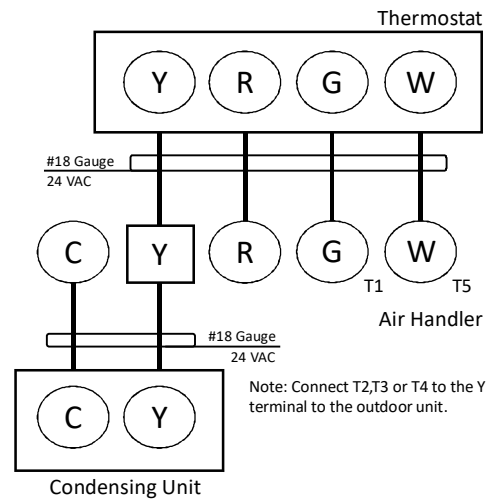 Thermostat
Y R G W
#18 Gauge
24 VAC
C Y R G W
T1 T5
Air Handler
#18 Gauge
24 VAC
Note: Connect T2,T3 or T4 to the Y
terminal to the outdoor unit.
C Y
Condensing Unit